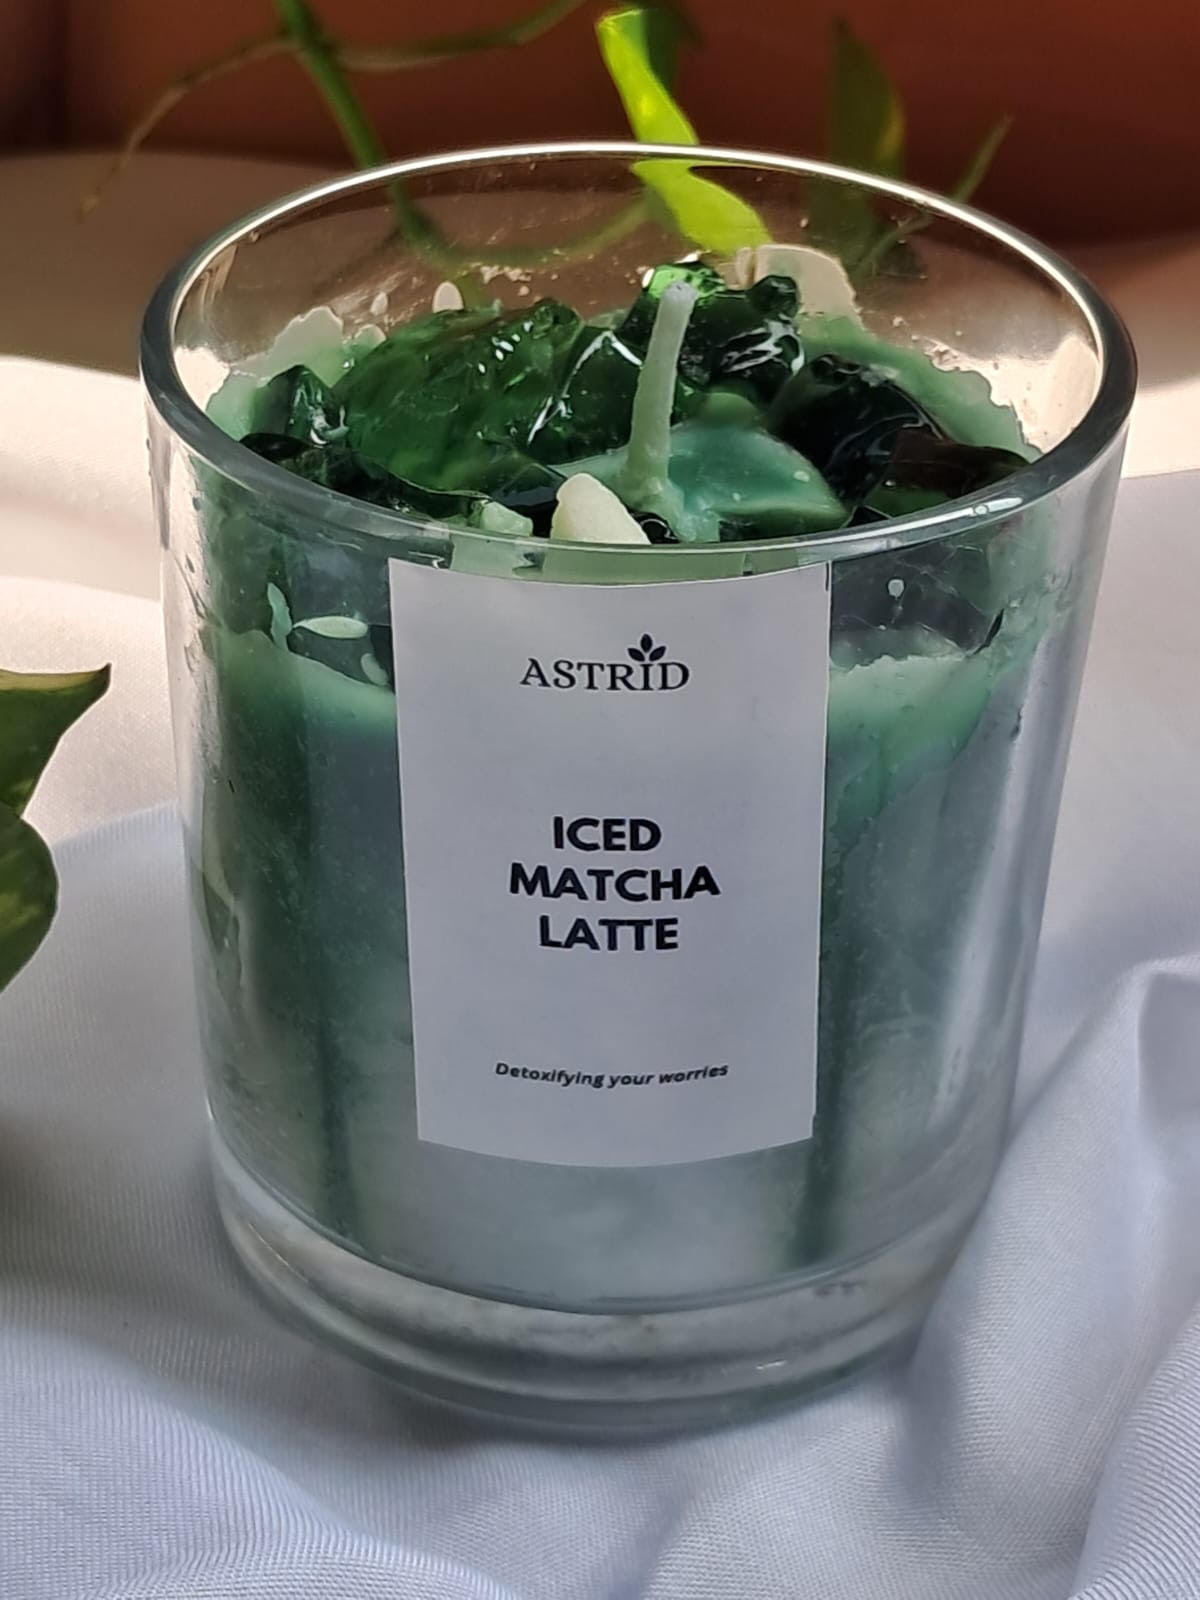 ASTRID
ICED
MATCHA
LATTE
Detoxifying your worries